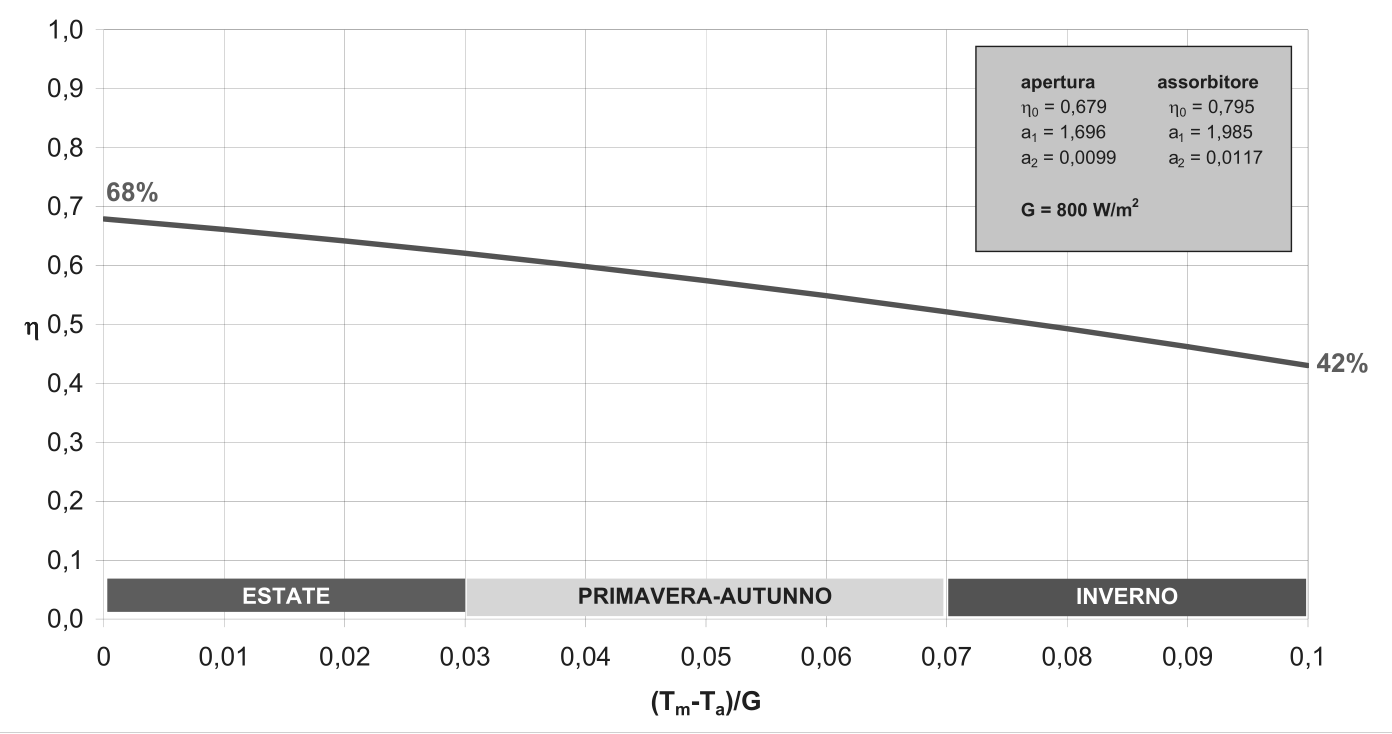 1,0
0,9
0,8
0,7
0,6
0,5
0,4
0,3
0,2
0,1
0,0
η
68%
42%
apertura assorbitore
η0 = 0,679 η0 = 0,795
a1 = 1,696 a1 = 1,985
a2 = 0,0099 a2 = 0,0117
G = 800 W/m²
ESTATE PRIMAVERA-AUTUNNO INVERNO
0 0,01 0,02 0,03 0,04 0,05 0,06 0,07 0,08 0,09 0,1
(Tm-Ta)/G